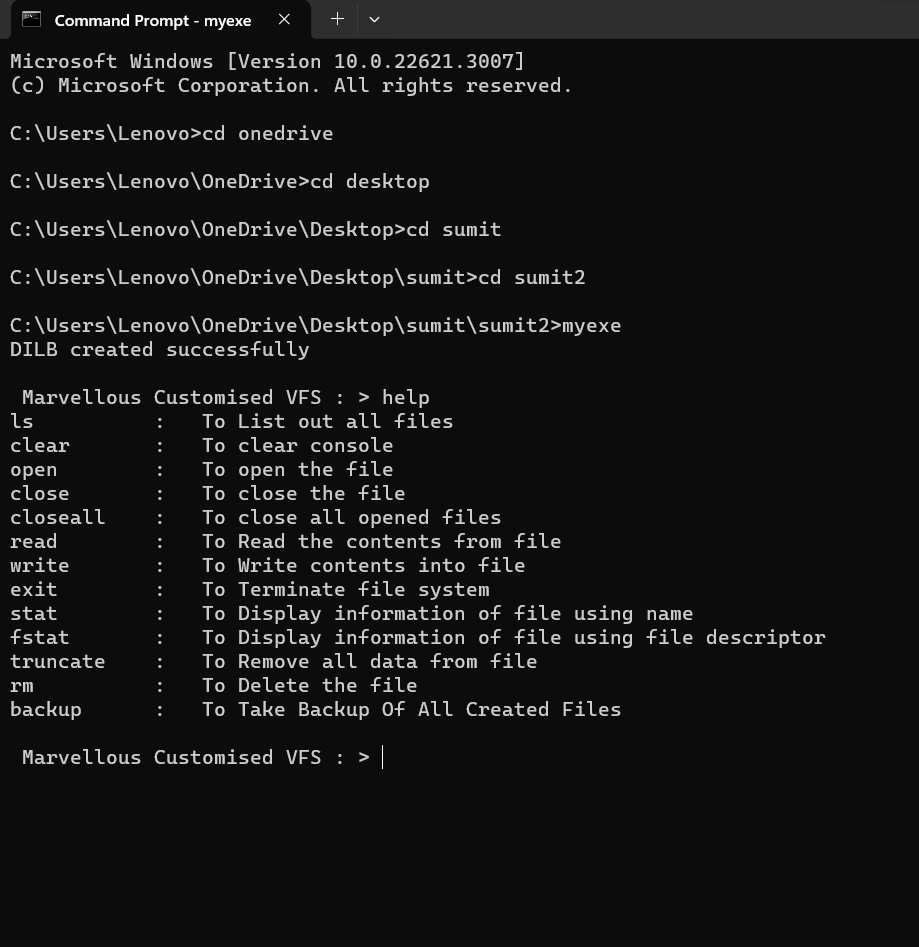 Command Prompt - myexe
Microsoft Windows [Version 10.0.22621.3007]
(c) Microsoft Corporation. All rights reserved.
C:\Users\Lenovo>cd onedrive
C:\Users\Lenovo\OneDrive>cd desktop
C:\Users\Lenovo\OneDrive\Desktop>cd sumit
C:\Users\Lenovo\OneDrive\Desktop\sumit>cd sumit2
C:\Users\Lenovo\OneDrive\Desktop\sumit\sumit2>myexe
DILB created successfully
Marvellous Customised VFS : > help
ls : To List out all files
clear : To clear console
open : To open the file
close : To close the file
closeall : To close all opened files
read : To Read the contents from file
write : To Write contents into file
exit : To Terminate file system
stat : To Display information of file using name
fstat : To Display information of file using file descriptor
truncate : To Remove all data from file
rm : To Delete the file
backup : To Take Backup Of All Created Files
Marvellous Customised VFS : >